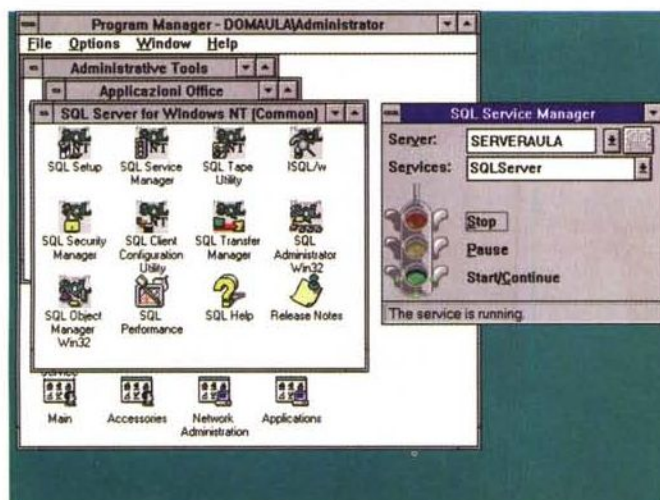 Program Manager - DOMAULA\Administrator
File Options Window Help
Administrative Tools
Applicazioni Office
SQL Server for Windows NT (Common)
SQL Setup
SQL Service Manager
SQL Tape Utility
ISQL/w
SQL Security Manager
SQL Client Configuration Utility
SQL Transfer Manager
SQL Administrator Win32
SQL Object Manager Win32
SQL Performance
SQL Help
Release Notes
Main
Accessories
Network Administration
Applications
SQL Service Manager
Server: SERVERAULA
Services: SQLServer
Stop
Pause
Start/Continue
The service is running.